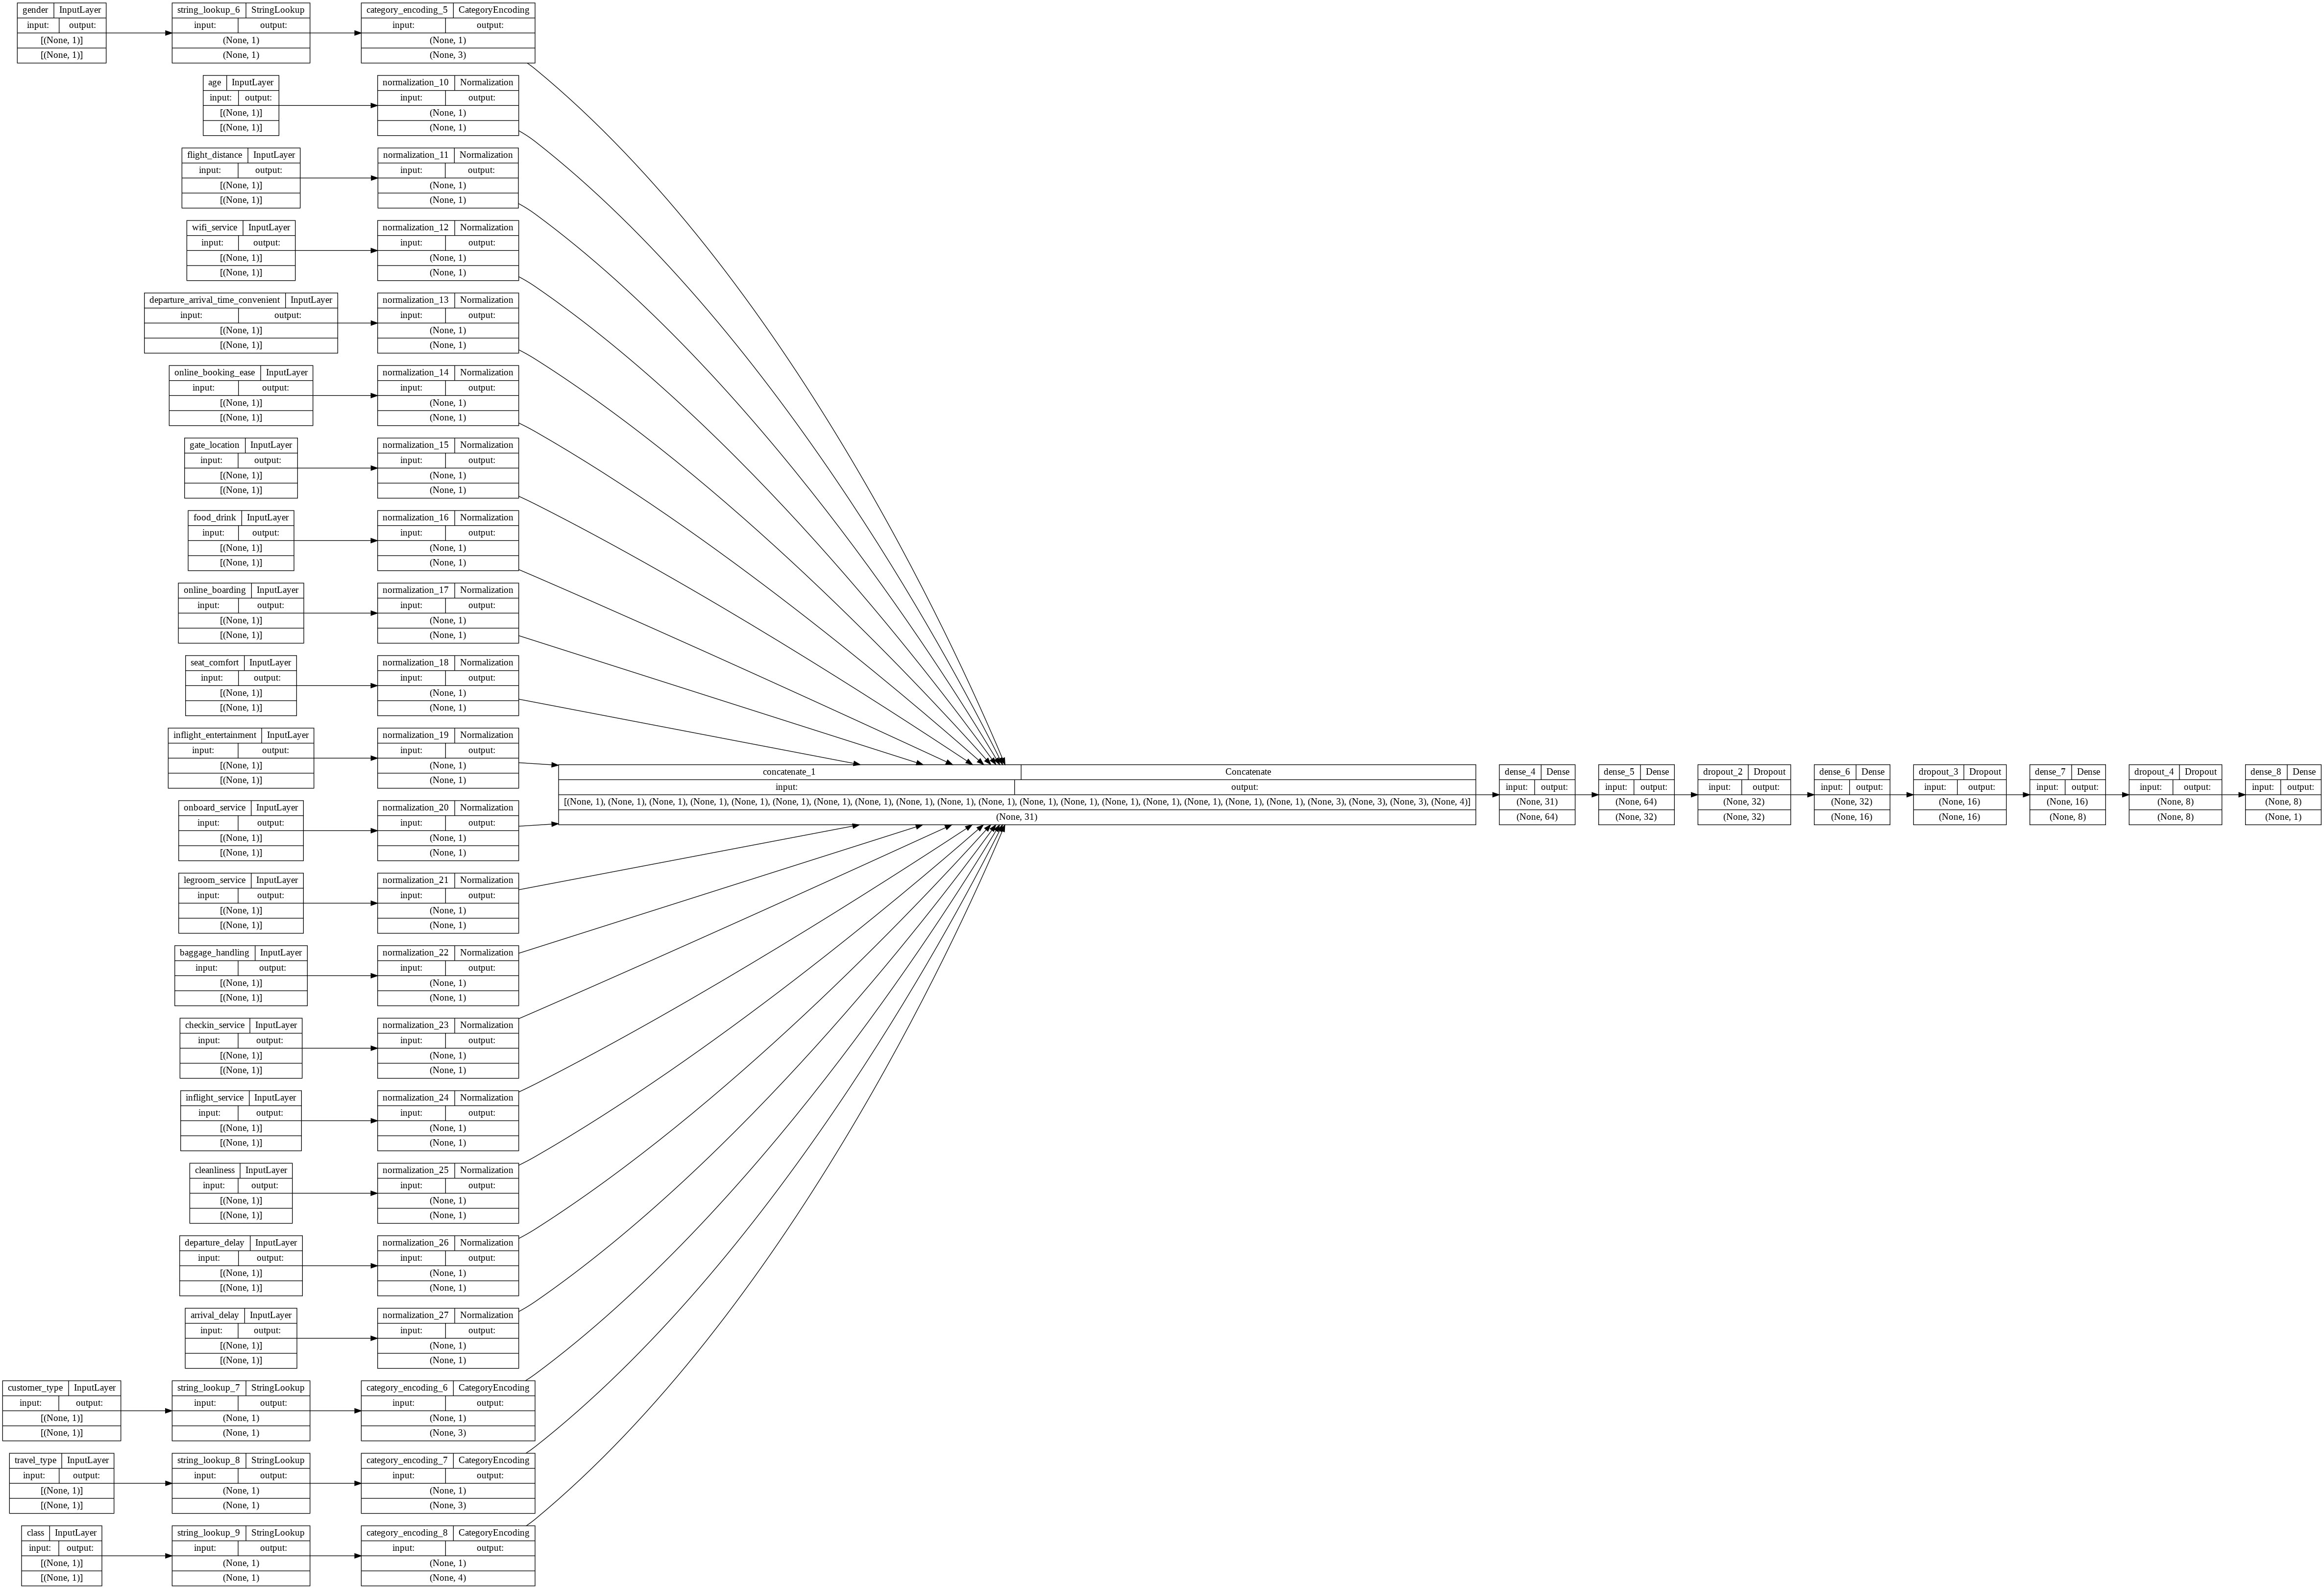 gender InputLayer
input: output:
[(None, 1)]
[(None, 1)]
string_lookup_6 StringLookup
input: output:
(None, 1)
(None, 1)
category_encoding_5 CategoryEncoding
input: output:
(None, 1)
(None, 3)
age InputLayer
input: output:
[(None, 1)]
[(None, 1)]
normalization_10 Normalization
input: output:
(None, 1)
(None, 1)
flight_distance InputLayer
input: output:
[(None, 1)]
[(None, 1)]
normalization_11 Normalization
input: output:
(None, 1)
(None, 1)
wifi_service InputLayer
input: output:
[(None, 1)]
[(None, 1)]
normalization_12 Normalization
input: output:
(None, 1)
(None, 1)
departure_arrival_time_convenient InputLayer
input: output:
[(None, 1)]
[(None, 1)]
normalization_13 Normalization
input: output:
(None, 1)
(None, 1)
online_booking_ease InputLayer
input: output:
[(None, 1)]
[(None, 1)]
normalization_14 Normalization
input: output:
(None, 1)
(None, 1)
gate_location InputLayer
input: output:
[(None, 1)]
[(None, 1)]
normalization_15 Normalization
input: output:
(None, 1)
(None, 1)
food_drink InputLayer
input: output:
[(None, 1)]
[(None, 1)]
normalization_16 Normalization
input: output:
(None, 1)
(None, 1)
online_boarding InputLayer
input: output:
[(None, 1)]
[(None, 1)]
normalization_17 Normalization
input: output:
(None, 1)
(None, 1)
seat_comfort InputLayer
input: output:
[(None, 1)]
[(None, 1)]
normalization_18 Normalization
input: output:
(None, 1)
(None, 1)
inflight_entertainment InputLayer
input: output:
[(None, 1)]
[(None, 1)]
normalization_19 Normalization
input: output:
(None, 1)
(None, 1)
onboard_service InputLayer
input: output:
[(None, 1)]
[(None, 1)]
normalization_20 Normalization
input: output:
(None, 1)
(None, 1)
legroom_service InputLayer
input: output:
[(None, 1)]
[(None, 1)]
normalization_21 Normalization
input: output:
(None, 1)
(None, 1)
baggage_handling InputLayer
input: output:
[(None, 1)]
[(None, 1)]
normalization_22 Normalization
input: output:
(None, 1)
(None, 1)
checkin_service InputLayer
input: output:
[(None, 1)]
[(None, 1)]
normalization_23 Normalization
input: output:
(None, 1)
(None, 1)
inflight_service InputLayer
input: output:
[(None, 1)]
[(None, 1)]
normalization_24 Normalization
input: output:
(None, 1)
(None, 1)
cleanliness InputLayer
input: output:
[(None, 1)]
[(None, 1)]
normalization_25 Normalization
input: output:
(None, 1)
(None, 1)
departure_delay InputLayer
input: output:
[(None, 1)]
[(None, 1)]
normalization_26 Normalization
input: output:
(None, 1)
(None, 1)
arrival_delay InputLayer
input: output:
[(None, 1)]
[(None, 1)]
normalization_27 Normalization
input: output:
(None, 1)
(None, 1)
customer_type InputLayer
input: output:
[(None, 1)]
[(None, 1)]
string_lookup_7 StringLookup
input: output:
(None, 1)
(None, 1)
category_encoding_6 CategoryEncoding
input: output:
(None, 1)
(None, 3)
travel_type InputLayer
input: output:
[(None, 1)]
[(None, 1)]
string_lookup_8 StringLookup
input: output:
(None, 1)
(None, 1)
category_encoding_7 CategoryEncoding
input: output:
(None, 1)
(None, 3)
class InputLayer
input: output:
[(None, 1)]
[(None, 1)]
string_lookup_9 StringLookup
input: output:
(None, 1)
(None, 1)
category_encoding_8 CategoryEncoding
input: output:
(None, 1)
(None, 4)
concatenate_1 Concatenate
input: output:
[(None, 1), (None, 1), (None, 1), (None, 1), (None, 1), (None, 1), (None, 1), (None, 1), (None, 1), (None, 1), (None, 1), (None, 1), (None, 1), (None, 1), (None, 1), (None, 1), (None, 1), (None, 1), (None, 3), (None, 3), (None, 3), (None, 4)]
(None, 31)
dense_4 Dense
input: output:
(None, 31)
(None, 64)
dense_5 Dense
input: output:
(None, 64)
(None, 32)
dropout_2 Dropout
input: output:
(None, 32)
(None, 32)
dense_6 Dense
input: output:
(None, 32)
(None, 16)
dropout_3 Dropout
input: output:
(None, 16)
(None, 16)
dense_7 Dense
input: output:
(None, 16)
(None, 8)
dropout_4 Dropout
input: output:
(None, 8)
(None, 8)
dense_8 Dense
input: output:
(None, 8)
(None, 1)